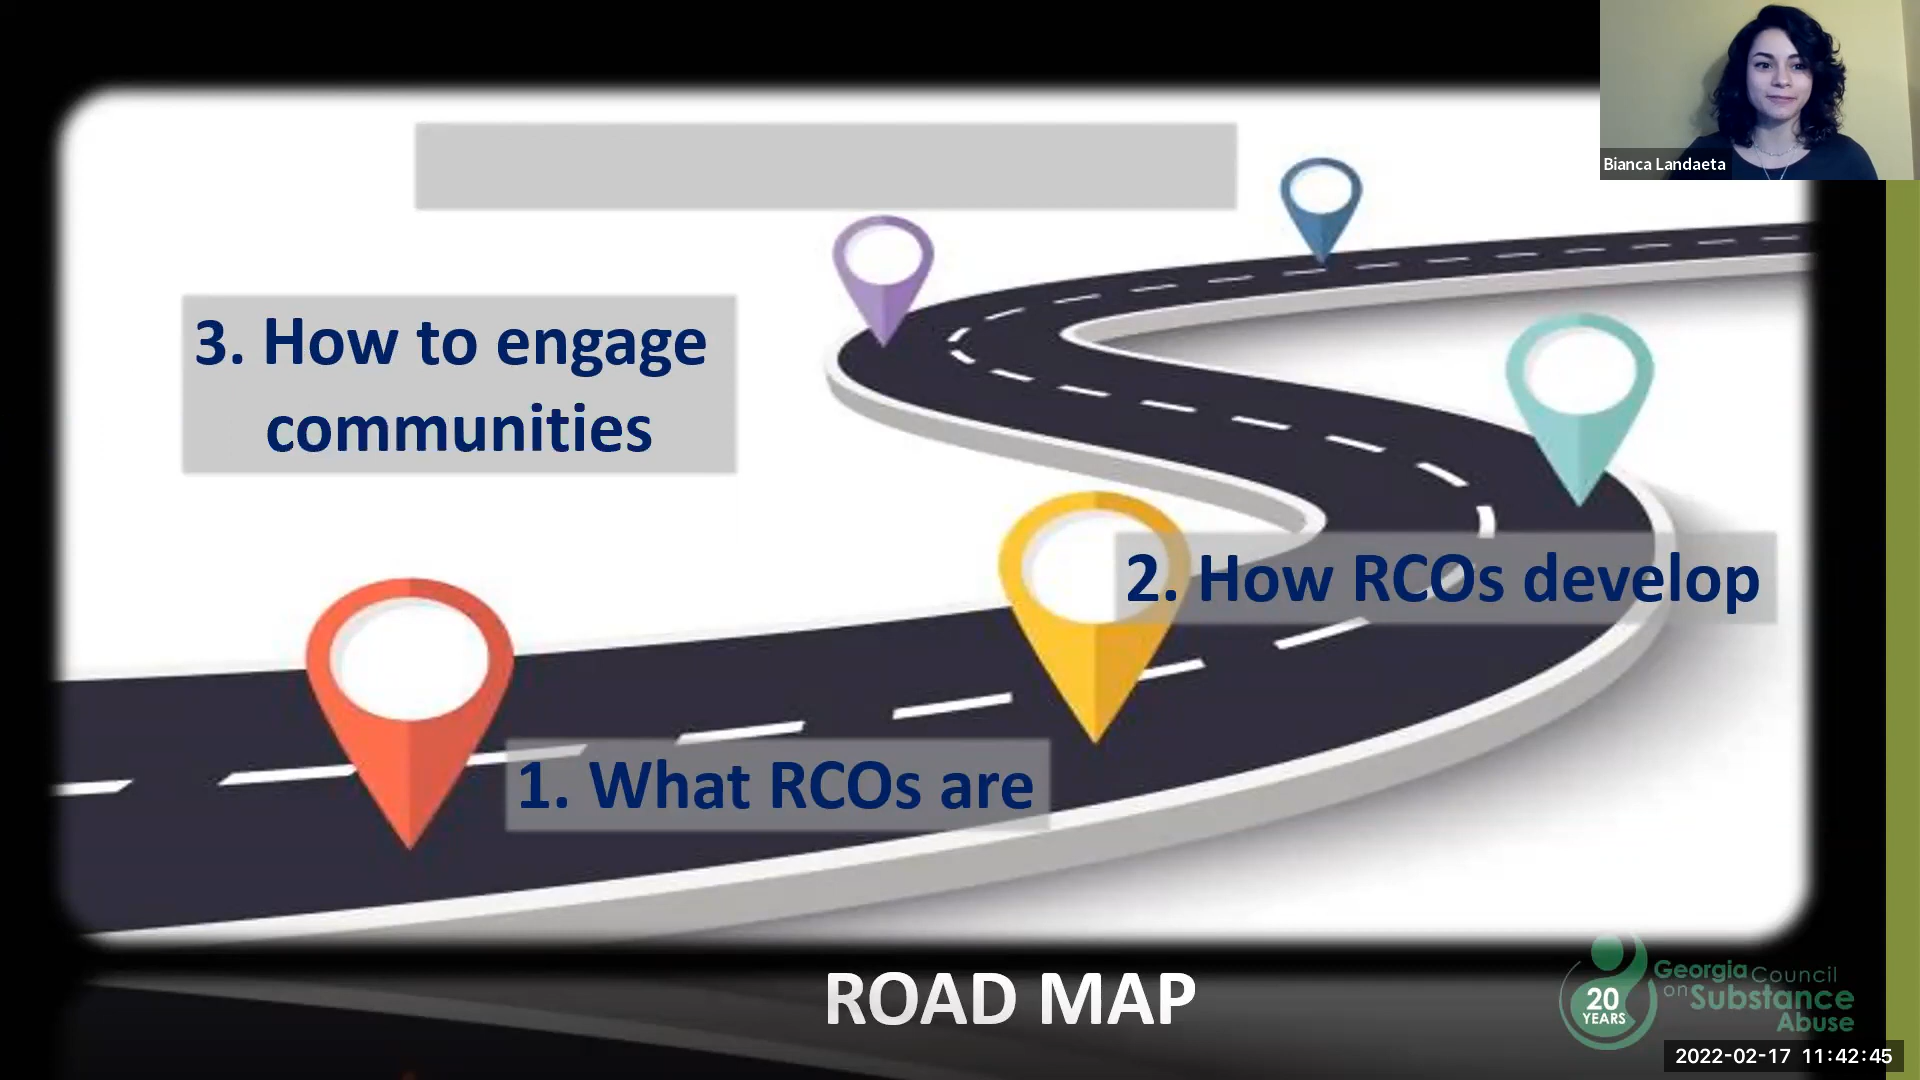 Bianca Landaeta
3. How to engage
communities
2. How RCOs develop
1. What RCOs are
ROAD MAP
20
YEARS
Georgia Council
on Substance
Abuse
2022-02-17 11:42:45